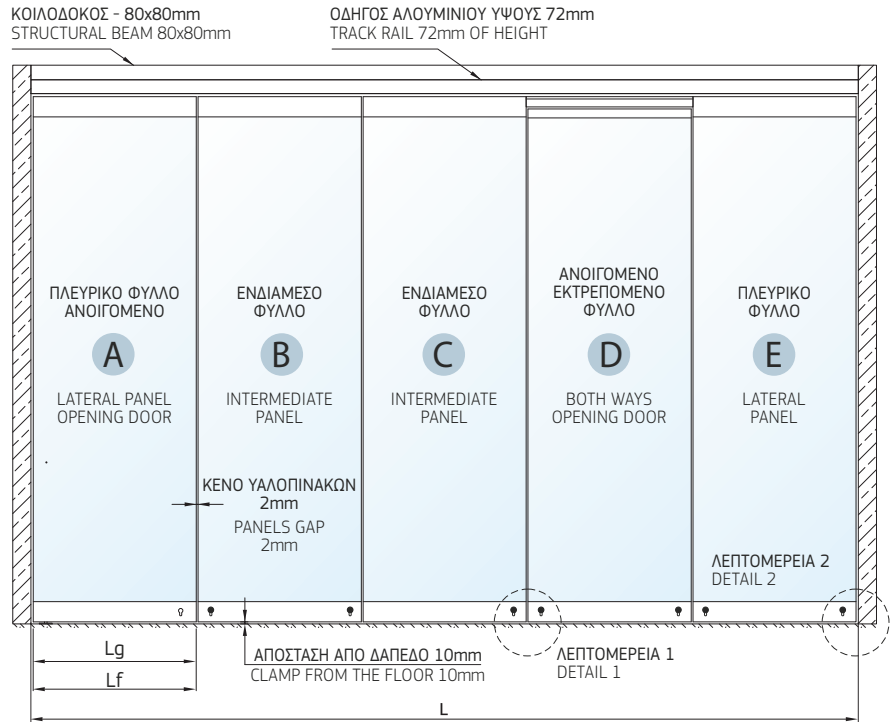 ΚΟΙΛΟΔΟΚΟΣ - 80x80mm
STRUCTURAL BEAM 80x80mm
ΟΔΗΓΟΣ ΑΛΟΥΜΙΝΙΟΥ ΥΨΟΥΣ 72mm
TRACK RAIL 72mm OF HEIGHT
ΠΛΕΥΡΙΚΟ ΦΥΛΛΟ
ΑΝΟΙΓΟΜΕΝΟ
A
LATERAL PANEL
OPENING DOOR
ΕΝΔΙΑΜΕΣΟ
ΦΥΛΛΟ
B
INTERMEDIATE
PANEL
ΕΝΔΙΑΜΕΣΟ
ΦΥΛΛΟ
C
INTERMEDIATE
PANEL
ΑΝΟΙΓΟΜΕΝΟ
ΕΚΤΡΕΠΟΜΕΝΟ
ΦΥΛΛΟ
D
BOTH WAYS
OPENING DOOR
ΠΛΕΥΡΙΚΟ
ΦΥΛΛΟ
E
LATERAL
PANEL
ΚΕΝΟ ΥΑΛΟΠΙΝΑΚΩΝ
2mm
PANELS GAP
2mm
ΛΕΠΤΟΜΕΡΕΙΑ 2
DETAIL 2
Lg
Lf
ΑΠΟΣΤΑΣΗ ΑΠΟ ΔΑΠΕΔΟ 10mm
CLAMP FROM THE FLOOR 10mm
ΛΕΠΤΟΜΕΡΕΙΑ 1
DETAIL 1
L